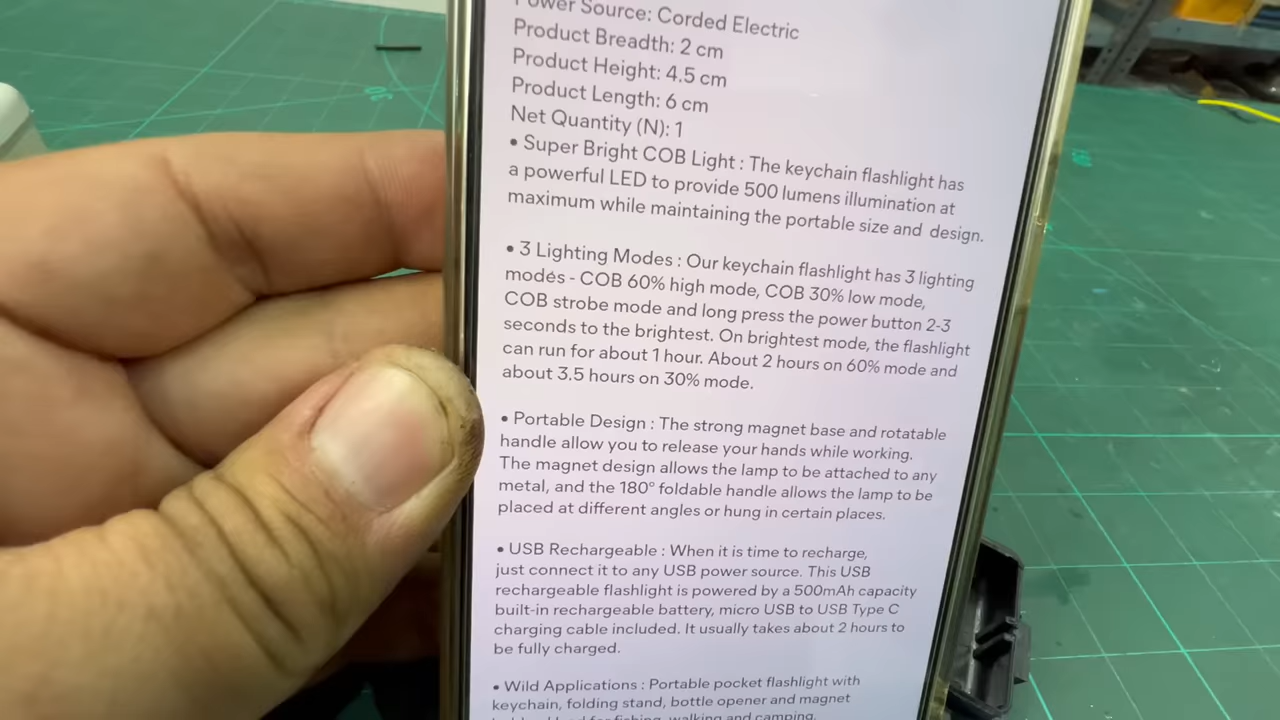 Power Source: Corded Electric
Product Breadth: 2 cm
Product Height: 4.5 cm
Product Length: 6 cm
Net Quantity (N): 1
• Super Bright COB Light : The keychain flashlight has
a powerful LED to provide 500 lumens illumination at
maximum while maintaining the portable size and design.
• 3 Lighting Modes : Our keychain flashlight has 3 lighting
modes - COB 60% high mode, COB 30% low mode,
COB strobe mode and long press the power button 2-3
seconds to the brightest. On brightest mode, the flashlight
can run for about 1 hour. About 2 hours on 60% mode and
about 3.5 hours on 30% mode.
• Portable Design : The strong magnet base and rotatable
handle allow you to release your hands while working.
The magnet design allows the lamp to be attached to any
metal, and the 180° foldable handle allows the lamp to be
placed at different angles or hung in certain places.
• USB Rechargeable : When it is time to recharge,
just connect it to any USB power source. This USB
rechargeable flashlight is powered by a 500mAh capacity
built-in rechargeable battery, micro USB to USB Type C
charging cable included. It usually takes about 2 hours to
be fully charged.
• Wild Applications : Portable pocket flashlight with
keychain, folding stand, bottle opener and magnet
fishing, walking and camping.